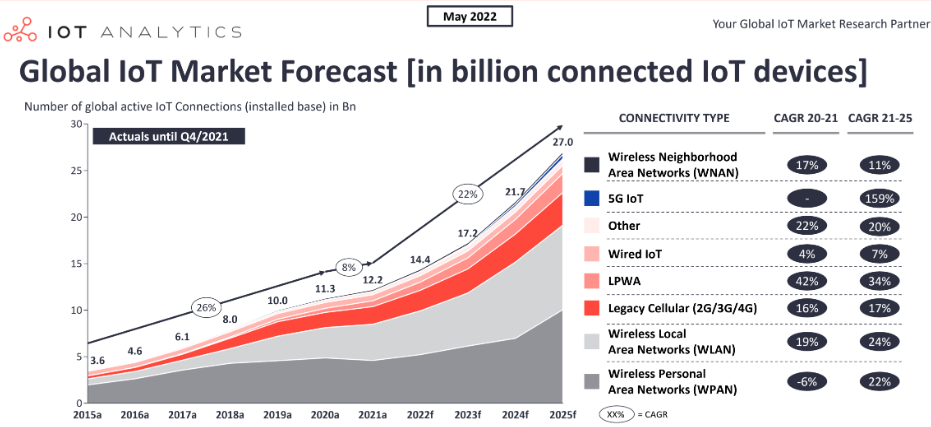 May 2022
IOT ANALYTICS
Your Global IoT Market Research Partner
Global IoT Market Forecast [in billion connected IoT devices]
Number of global active IoT Connections (installed base) in Bn
Actuals until Q4/2021
30
25
20
15
10
5
0
3.6
4.6
6.1
8.0
10.0
11.3
12.2
14.4
17.2
21.7
27.0
26%
8%
22%
2015a 2016a 2017a 2018a 2019a 2020a 2021a 2022f 2023f 2024f 2025f
CONNECTIVITY TYPE CAGR 20-21 CAGR 21-25
Wireless Neighborhood
Area Networks (WNAN) 17% 11%
5G IoT - 159%
Other 22% 20%
Wired IoT 4% 7%
LPWA 42% 34%
Legacy Cellular (2G/3G/4G) 16% 17%
Wireless Local
Area Networks (WLAN) 19% 24%
Wireless Personal
Area Networks (WPAN) -6% 22%
XX% = CAGR